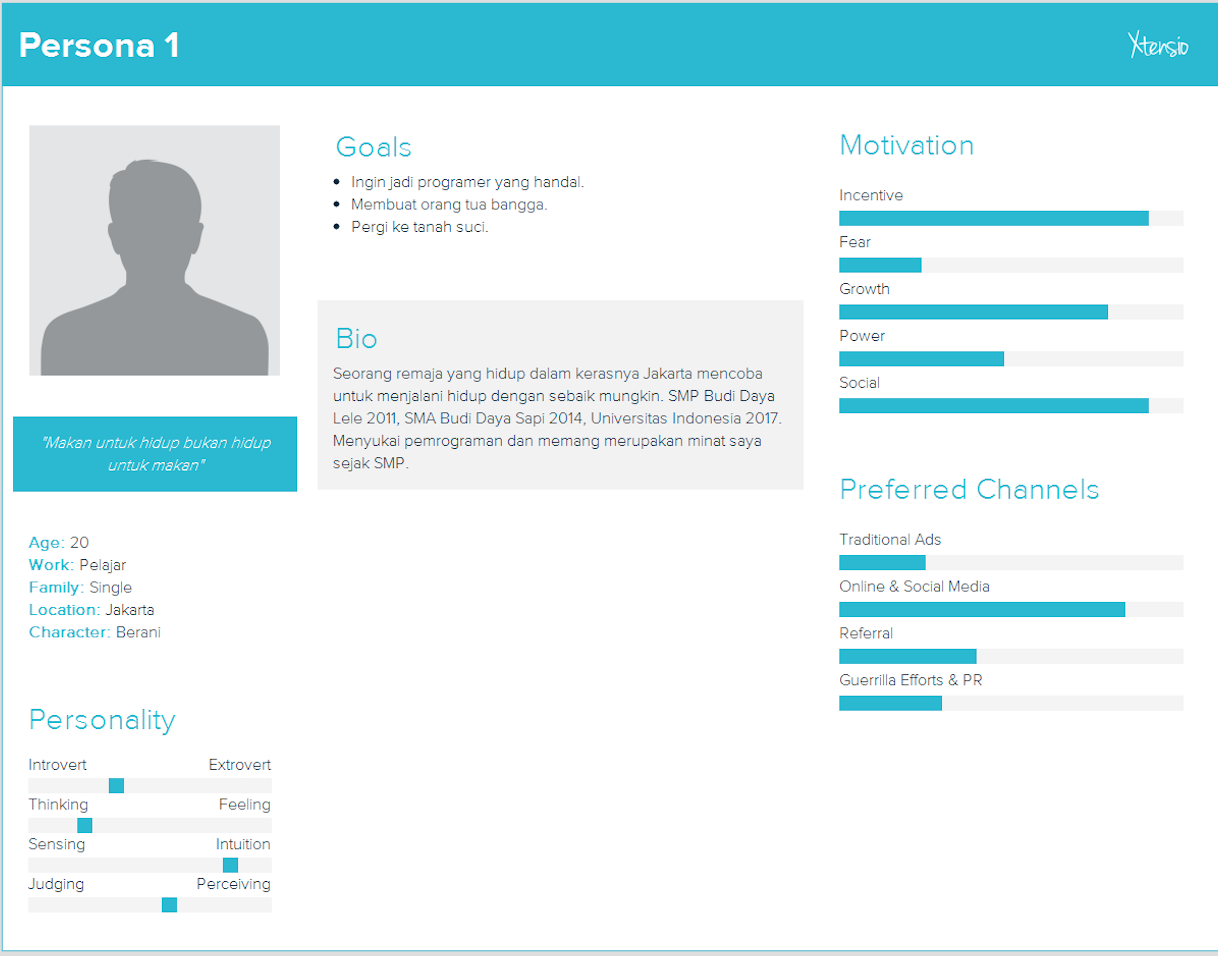 Persona 1
Xtensio
"Makan untuk hidup bukan hidup
untuk makan"
Age: 20
Work: Pelajar
Family: Single
Location: Jakarta
Character: Berani
Personality
Introvert Extrovert
Thinking Feeling
Sensing Intuition
Judging Perceiving
Goals
Ingin jadi programer yang handal.
Membuat orang tua bangga.
Pergi ke tanah suci.
Bio
Seorang remaja yang hidup dalam kerasnya Jakarta mencoba
untuk menjalani hidup dengan sebaik mungkin. SMP Budi Daya
Lele 2011, SMA Budi Daya Sapi 2014, Universitas Indonesia 2017.
Menyukai pemrograman dan memang merupakan minat saya
sejak SMP.
Motivation
Incentive
Fear
Growth
Power
Social
Preferred Channels
Traditional Ads
Online & Social Media
Referral
Guerrilla Efforts & PR